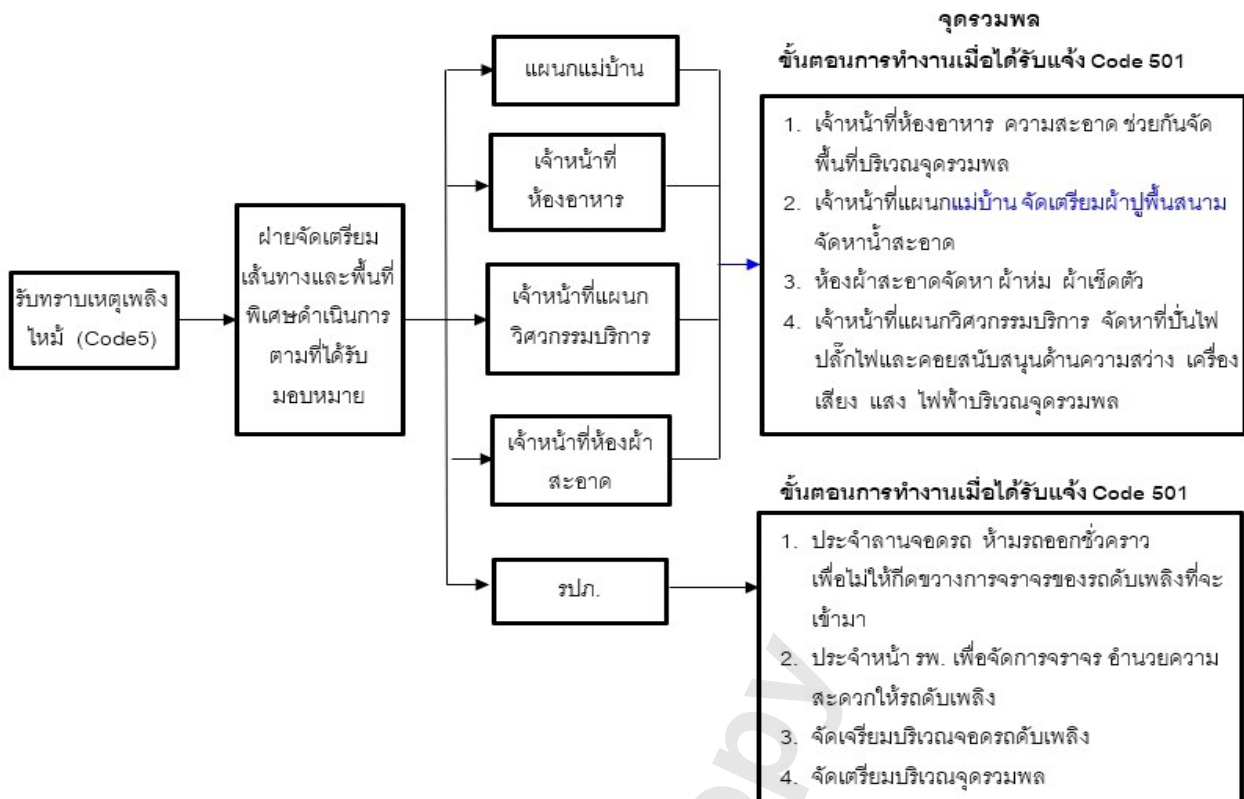 รับทราบเหตุเพลิง
ไหม้ (Code5)
ฝ่ายจัดเตรียม
เส้นทางและพื้นที่
พิเศษดำเนินการ
ตามที่ได้รับ
มอบหมาย
แผนกแม่บ้าน
เจ้าหน้าที่
ห้องอาหาร
เจ้าหน้าที่แผนก
วิศวกรรมบริการ
เจ้าหน้าที่ห้องผ้า
สะอาด
รปภ.
จุดรวมพล
ขั้นตอนการทำงานเมื่อได้รับแจ้ง Code 501
1. เจ้าหน้าที่ห้องอาหาร ความสะอาด ช่วยกันจัด
พื้นที่บริเวณจุดรวมพล
2. เจ้าหน้าที่แผนกแม่บ้าน จัดเตรียมผ้าปูพื้นสนาม
จัดหาน้ำสะอาด
3. ห้องผ้าสะอาดจัดหา ผ้าห่ม ผ้าเช็ดตัว
4. เจ้าหน้าที่แผนกวิศวกรรมบริการ จัดหาที่ปั่นไฟ
ปลั๊กไฟและคอยสนับสนุนด้านความสว่าง เครื่อง
เสียง แสง ไฟฟ้าบริเวณจุดรวมพล
ขั้นตอนการทำงานเมื่อได้รับแจ้ง Code 501
1. ประจำลานจอดรถ ห้ามรถออกชั่วคราว
เพื่อไม่ให้กีดขวางการจราจรของรถดับเพลิงที่จะ
เข้ามา
2. ประจำหน้า รพ. เพื่อจัดการจราจร อำนวยความ
สะดวกให้รถดับเพลิง
3. จัดเจรียมบริเวณจอดรถดับเพลิง
4. จัดเตรียมบริเวณจุดรวมพล